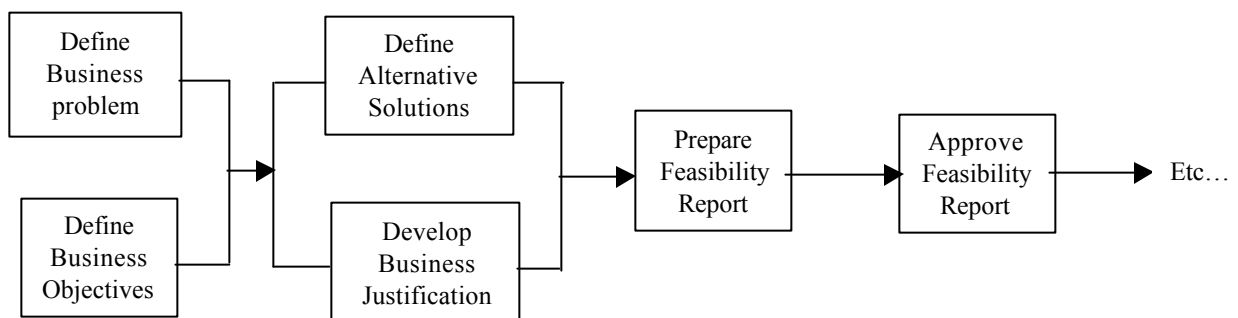 Define
Business
problem
Define
Business
Objectives
Define
Alternative
Solutions
Develop
Business
Justification
Prepare
Feasibility
Report
Approve
Feasibility
Report
Etc…